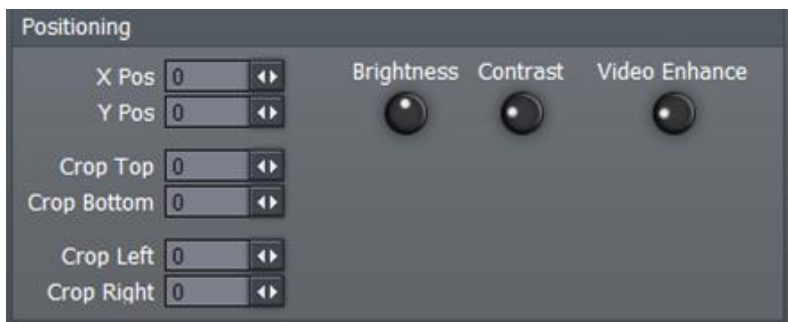 Positioning
X Pos 0 Brightness Contrast Video Enhance
Y Pos 0
Crop Top 0
Crop Bottom 0
Crop Left 0
Crop Right 0